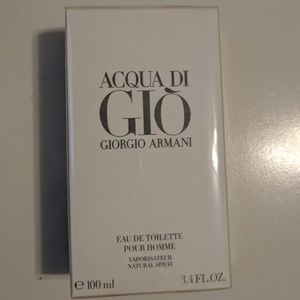 ACQUA DI
GIÒ
GIORGIO ARMANI
EAU DE TOILETTE
POUR HOMME
VAPORISATEUR
NATURAL SPRAY
℮ 100 ml 3.4 FL.OZ.